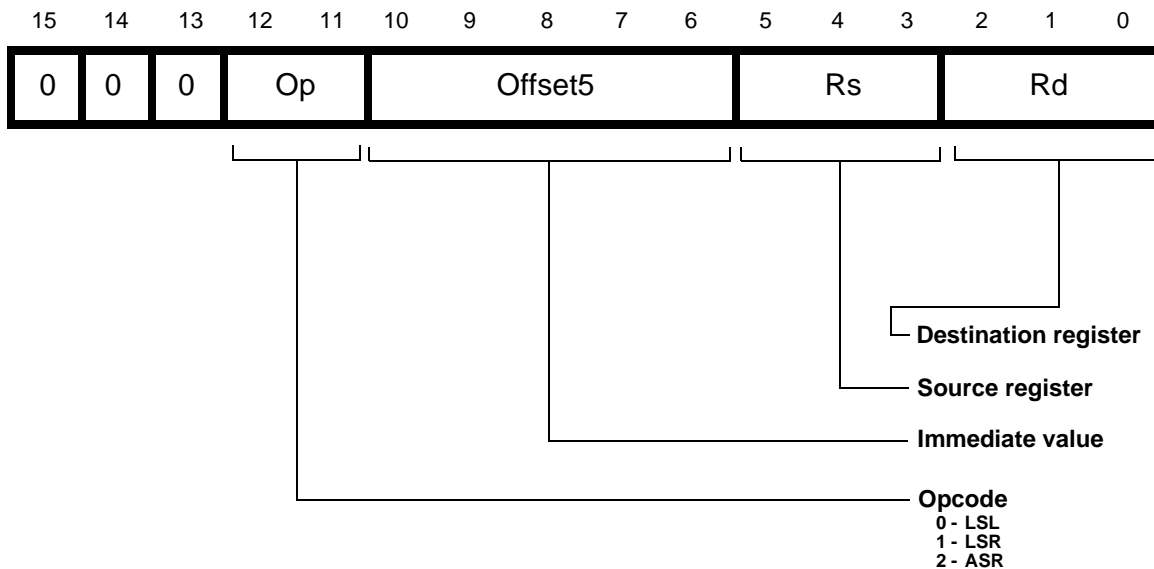 15 14 13 12 11 10 9 8 7 6 5 4 3 2 1 0
0 0 0 Op Offset5 Rs Rd
Destination register
Source register
Immediate value
Opcode
0 - LSL
1 - LSR
2 - ASR